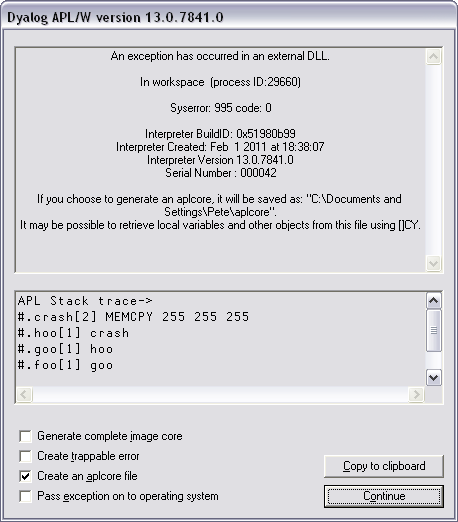 Dyalog APL/W version 13.0.7841.0
An exception has occurred in an external DLL.
In workspace  (process ID:29660)
Syserror: 995 code: 0
Interpreter BuildID: 0x51980b99
Interpreter Created: Feb  1 2011 at 18:38:07
Interpreter Version 13.0.7841.0
Serial Number : 000042
If you choose to generate an aplcore, it will be saved as: "C:\Documents and
Settings\Pete\aplcore".
It may be possible to retrieve local variables and other objects from this file using []CY.
APL Stack trace->
#.crash[2] MEMCPY 255 255 255
#.hoo[1] crash
#.goo[1] hoo
#.foo[1] goo
Generate complete image core
Create trappable error
Create an aplcore file
Pass exception on to operating system
Copy to clipboard
Continue